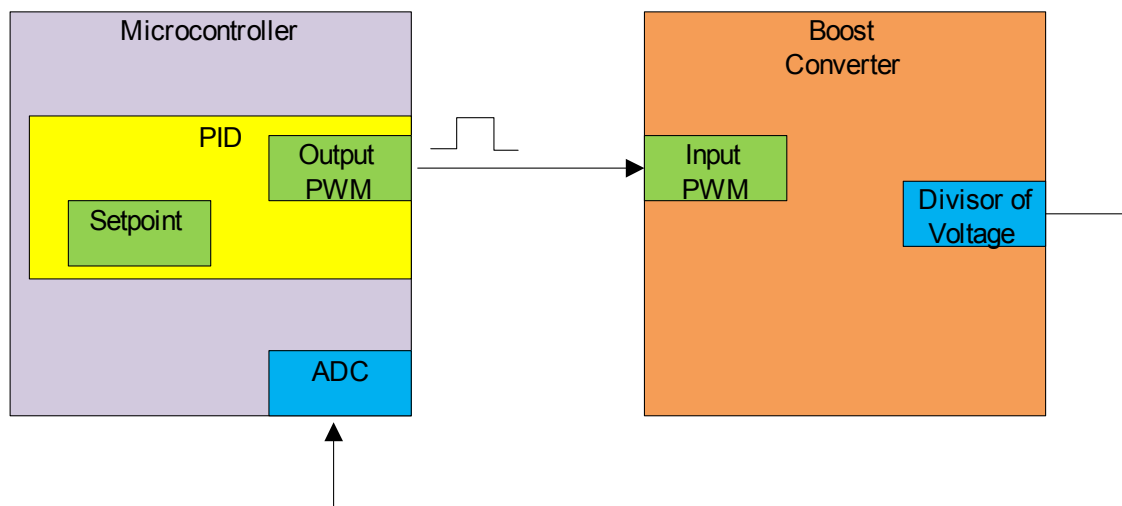 Microcontroller
PID
Output
PWM
Setpoint
ADC
Boost
Converter
Input
PWM
Divisor of
Voltage